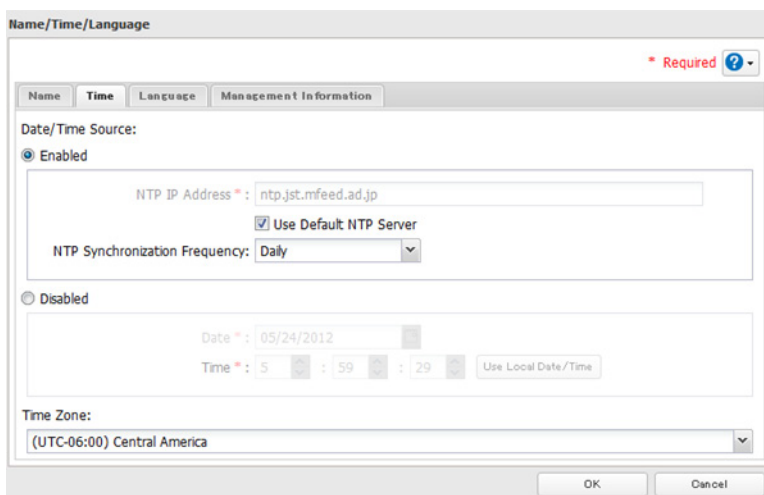 Name/Time/Language
* Required
Name Time Language Management Information
Date/Time Source:
Enabled
NTP IP Address * : ntp.jst.mfeed.ad.jp
Use Default NTP Server
NTP Synchronization Frequency: Daily
Disabled
Date * : 05/24/2012
Time * : 5 : 59 : 29 Use Local Date/Time
Time Zone:
(UTC-06:00) Central America
OK Cancel